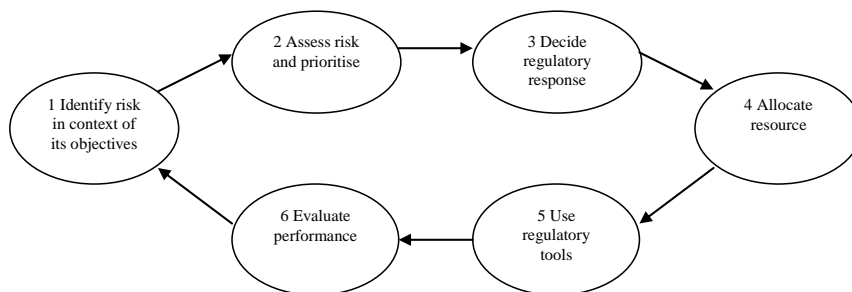 1 Identify risk
in context of
its objectives
2 Assess risk
and prioritise
3 Decide
regulatory
response
4 Allocate
resource
5 Use
regulatory
tools
6 Evaluate
performance